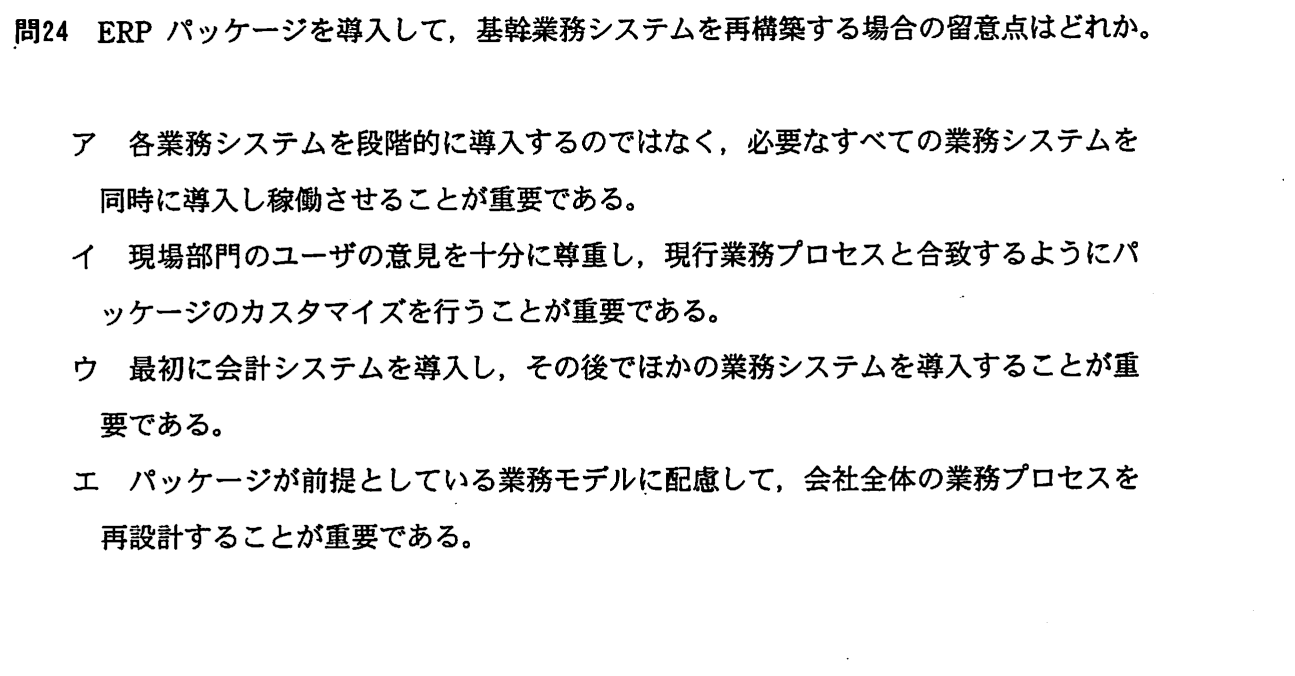 問24 ERP パッケージを導入して，基幹業務システムを再構築する場合の留意点はどれか。
ア 各業務システムを段階的に導入するのではなく，必要なすべての業務システムを
同時に導入し稼働させることが重要である。
イ 現場部門のユーザの意見を十分に尊重し，現行業務プロセスと合致するようにパ
ッケージのカスタマイズを行うことが重要である。
ウ 最初に会計システムを導入し，その後でほかの業務システムを導入することが重
要である。
エ パッケージが前提としている業務モデルに配慮して，会社全体の業務プロセスを
再設計することが重要である。